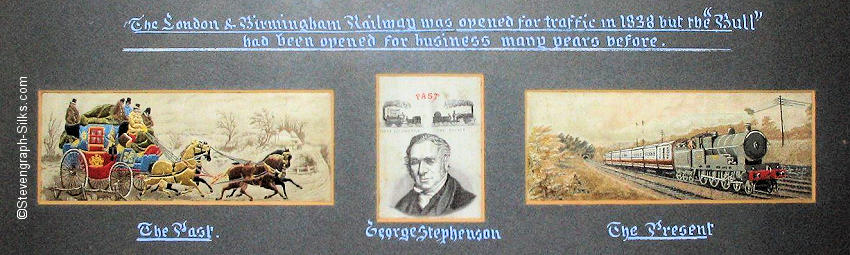 The London & Birmingham Railway was opened for traffic in 1838 but the "Bull"
had been opened for business many years before.
PAST
The Past.
George Stephenson
The Present
©Stevengraph-Silks.com